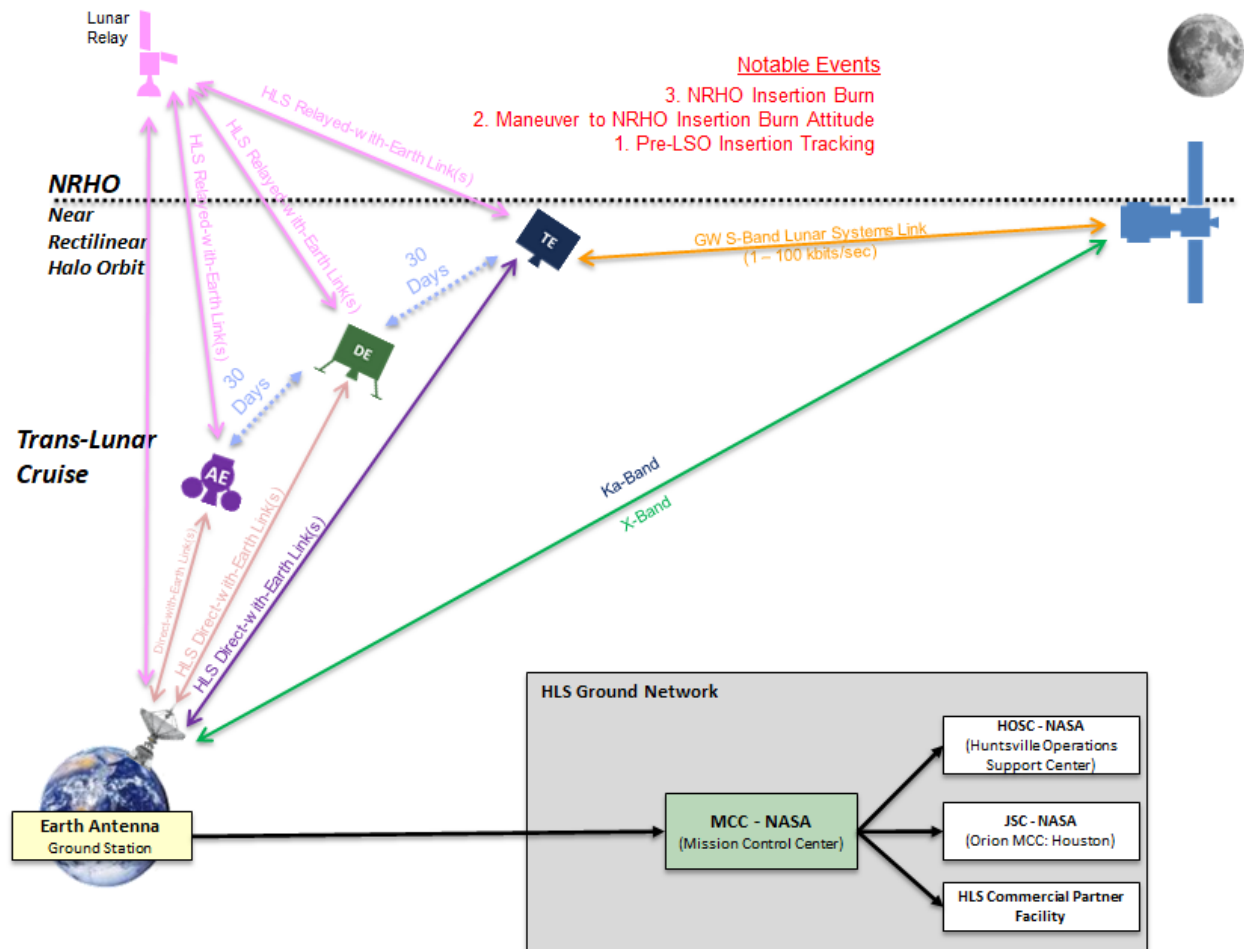 Lunar
Relay
Notable Events
3. NRHO Insertion Burn
2. Maneuver to NRHO Insertion Burn Attitude
1. Pre-LSO Insertion Tracking
HLS Relayed-with-Earth Link(s)
HLS Relayed-with-Earth Link(s)
HLS Relayed-with-Earth Link(s)
NRHO
Near
Rectilinear
Halo Orbit
TE
GW S-Band Lunar Systems Link
(1 – 100 kbits/sec)
30
Days
DE
30
Days
Trans-Lunar
Cruise
AE
Ka-Band
X-Band
Direct-with-Earth Link(s)
HLS Direct-with-Earth Link(s)
HLS Direct-with-Earth Link(s)
HLS Ground Network
HOSC - NASA
(Huntsville Operations
Support Center)
Earth Antenna
Ground Station
MCC - NASA
(Mission Control Center)
JSC - NASA
(Orion MCC: Houston)
HLS Commercial Partner
Facility